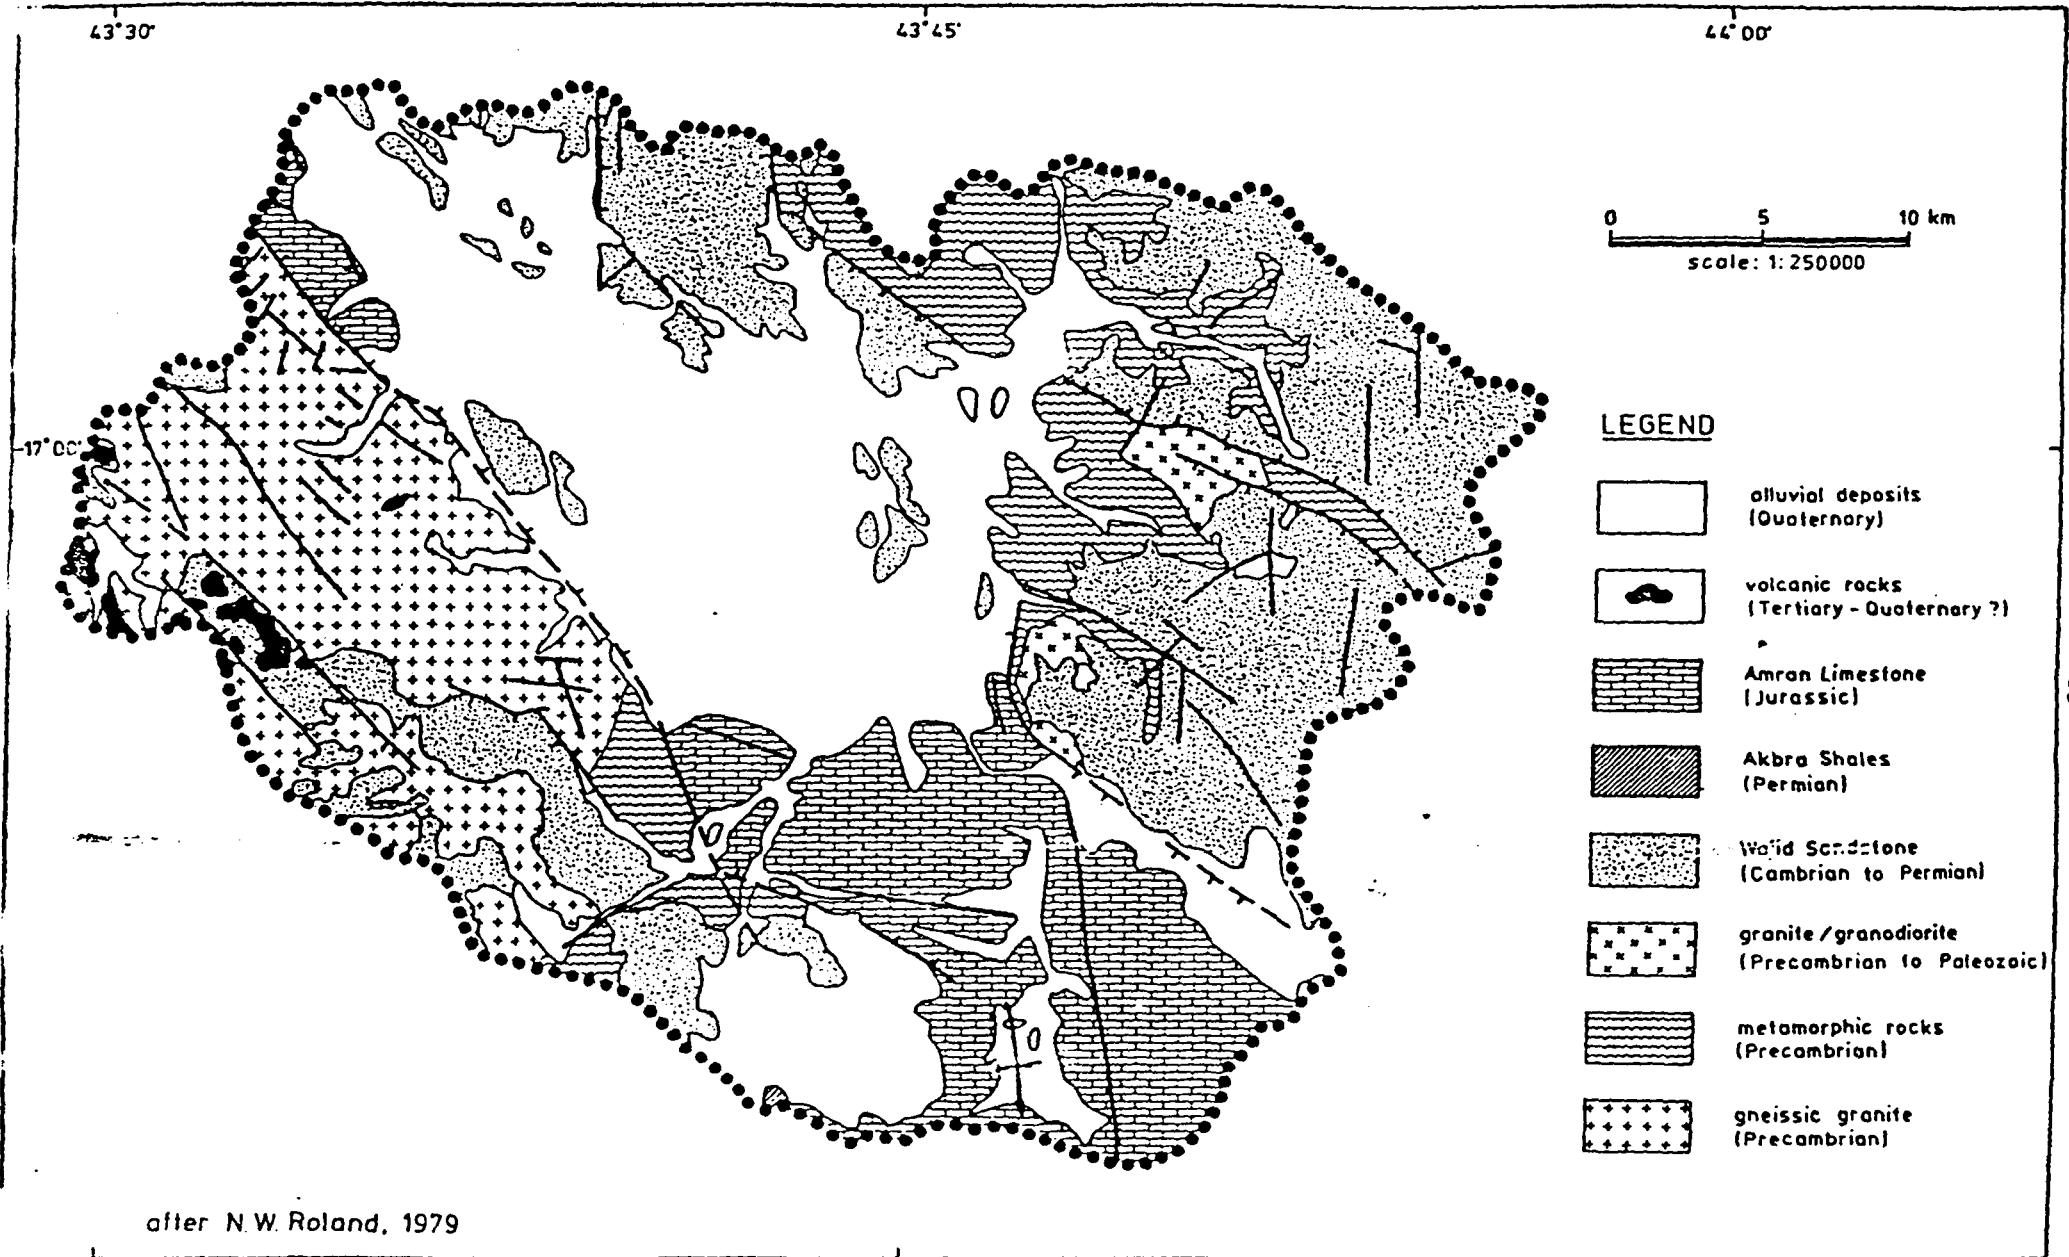 43°30'
43°45'
44°00'
17°00'
0 5 10 km
scale: 1:250000
LEGEND
alluvial deposits
(Quaternary)
volcanic rocks
(Tertiary - Quaternary ?)
Amran Limestone
(Jurassic)
Akbra Shales
(Permian)
Wajid Sandstone
(Cambrian to Permian)
granite / granodiorite
(Precambrian to Paleozoic)
metamorphic rocks
(Precambrian)
gneissic granite
(Precambrian)
after N.W. Roland, 1979